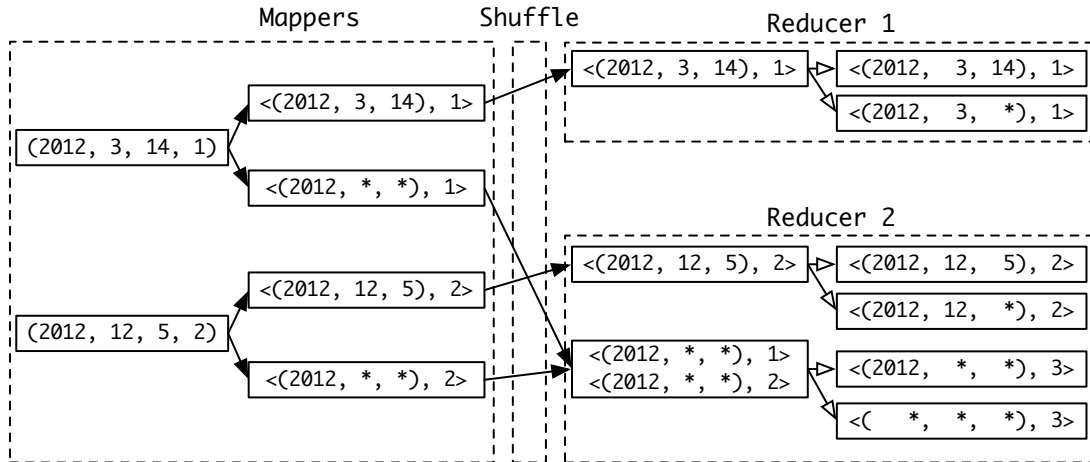 Mappers
Shuffle
Reducer 1
(2012, 3, 14, 1)
<(2012, 3, 14), 1>
<(2012, *, *), 1>
(2012, 12, 5, 2)
<(2012, 12, 5), 2>
<(2012, *, *), 2>
<(2012, 3, 14), 1>
<(2012,  3, 14), 1>
<(2012,  3,  *), 1>
Reducer 2
<(2012, 12, 5), 2>
<(2012, 12,  5), 2>
<(2012, 12,  *), 2>
<(2012, *, *), 1>
<(2012, *, *), 2>
<(2012,  *,  *), 3>
<(   *,  *,  *), 3>